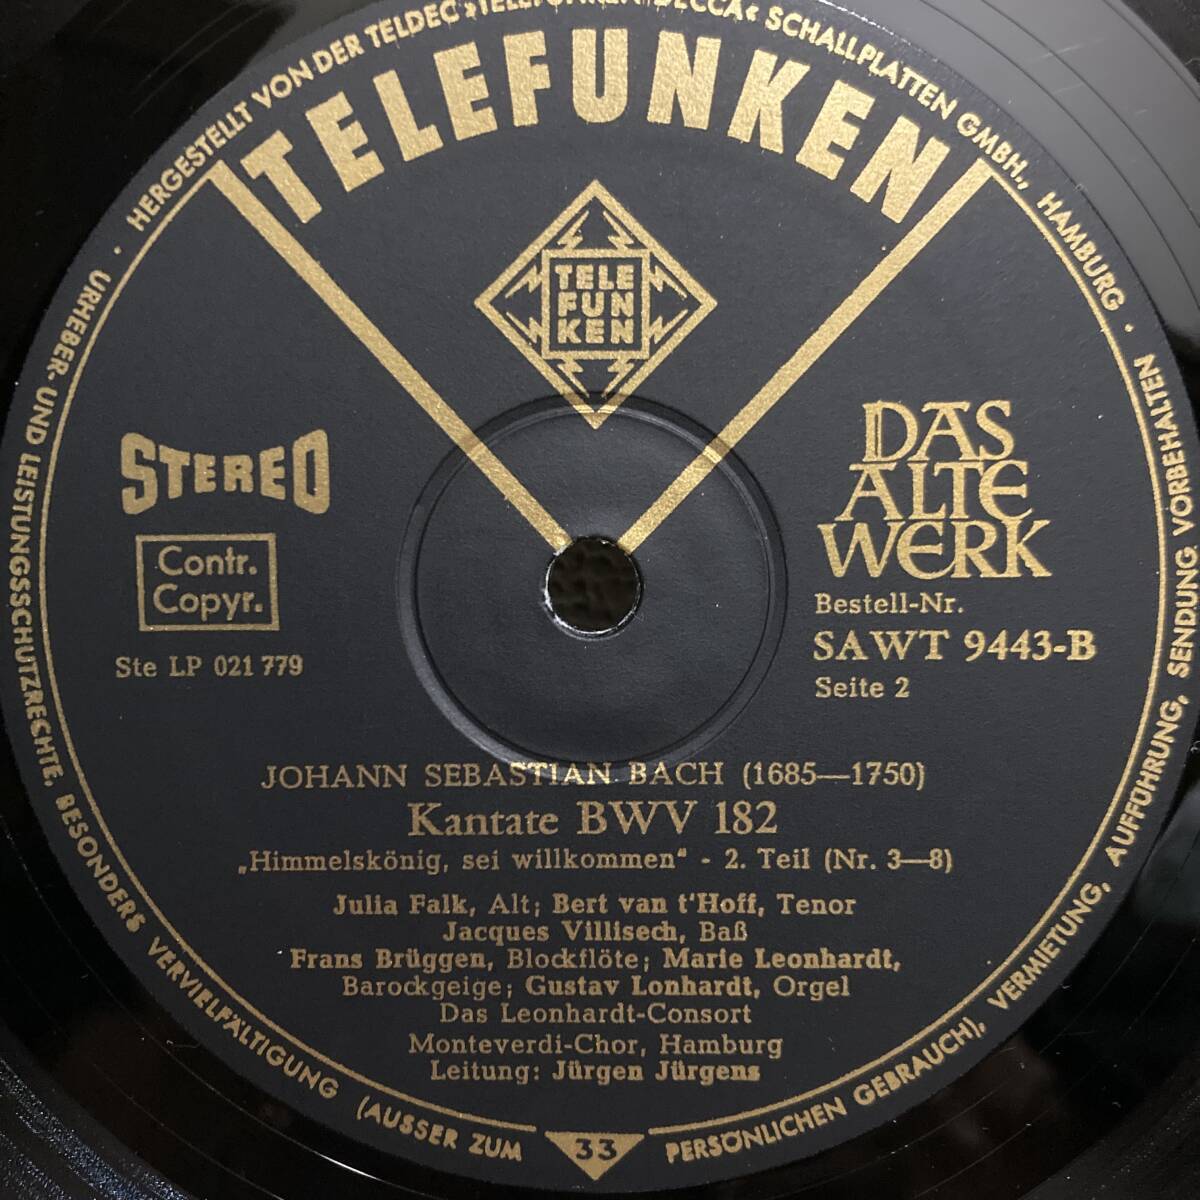 HERGESTELLT VON DER TELDEC »TELEFUNKEN DECCA« SCHALLPLATTEN GMBH., HAMBURG ·
URHEBER- UND LEISTUNGSSCHUTZRECHTE, BESONDERS VERVIELFÄLTIGUNG (AUSSER ZUM PERSÖNLICHEN GEBRAUCH), VERMIETUNG, AUFFÜHRUNG, SENDUNG VORBEHALTEN ·
TELEFUNKEN
TELE
FUN
KEN
STEREO
Contr.
Copyr.
Ste LP 021 779
DAS
ALTE
WERK
Bestell-Nr.
SAWT 9443-B
Seite 2
JOHANN SEBASTIAN BACH (1685—1750)
Kantate BWV 182
„Himmelskönig, sei willkommen" - 2. Teil (Nr. 3—8)
Julia Falk, Alt; Bert van t'Hoff, Tenor
Jacques Villisech, Baß
Frans Brüggen, Blockflöte; Marie Leonhardt,
Barockgeige; Gustav Lonhardt, Orgel
Das Leonhardt-Consort
Monteverdi-Chor, Hamburg
Leitung: Jürgen Jürgens
33